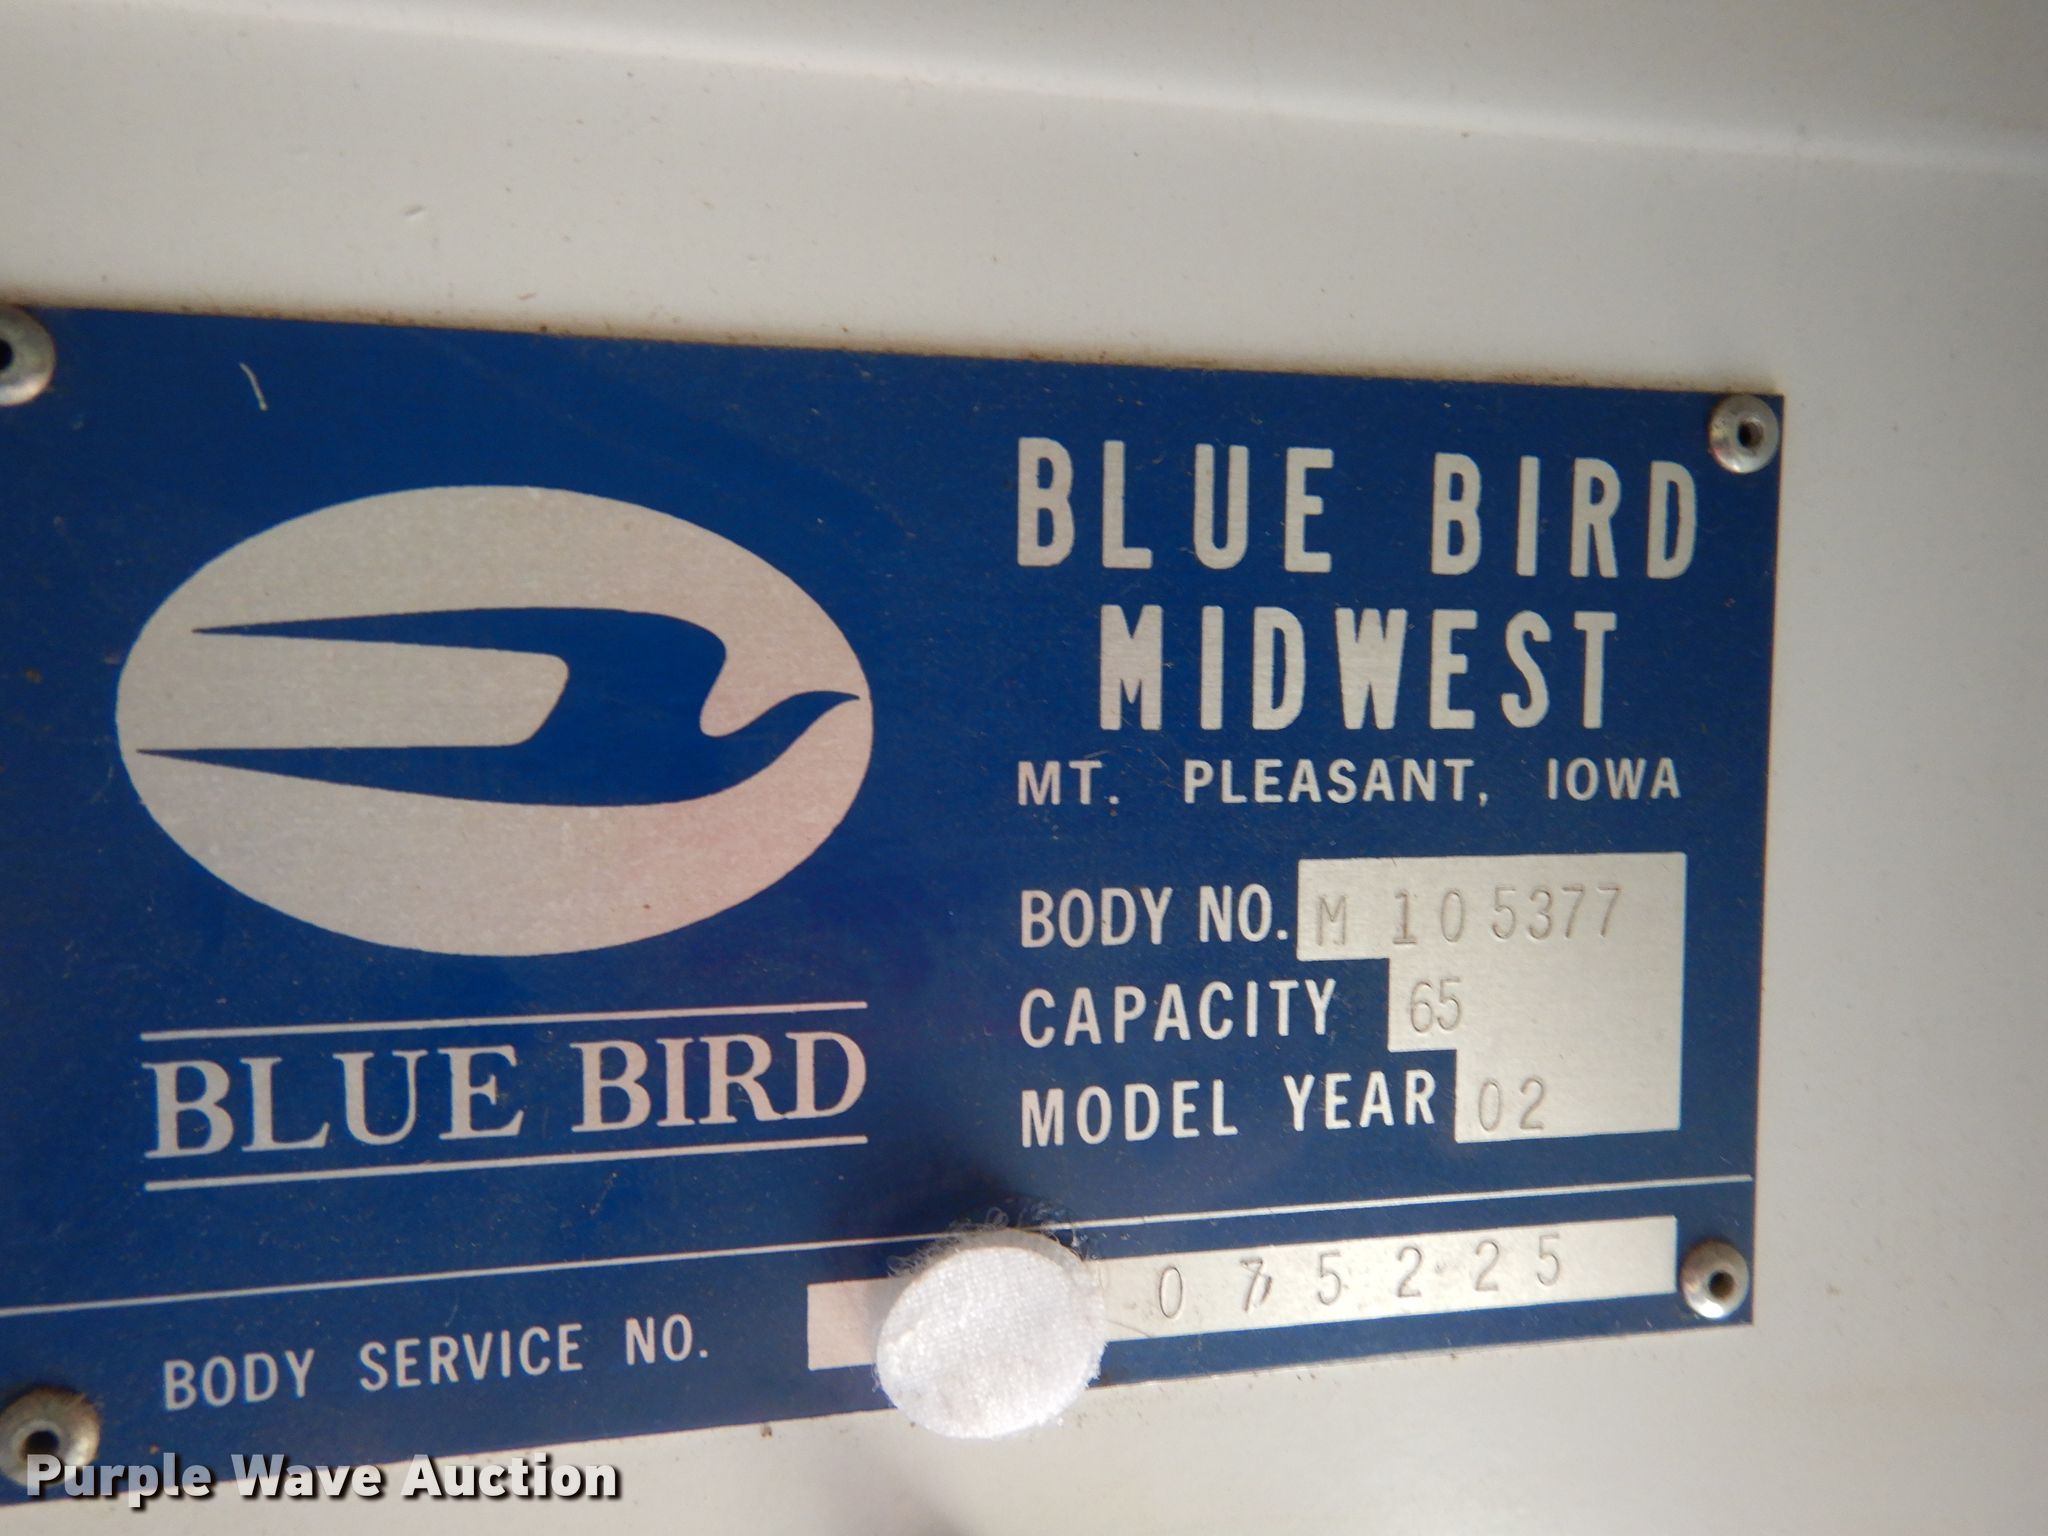 BLUE BIRD
MIDWEST
MT. PLEASANT, IOWA
BODY NO. M 10 5377
CAPACITY 65
MODEL YEAR 02
BLUE BIRD
BODY SERVICE NO. 075225
Purple Wave Auction